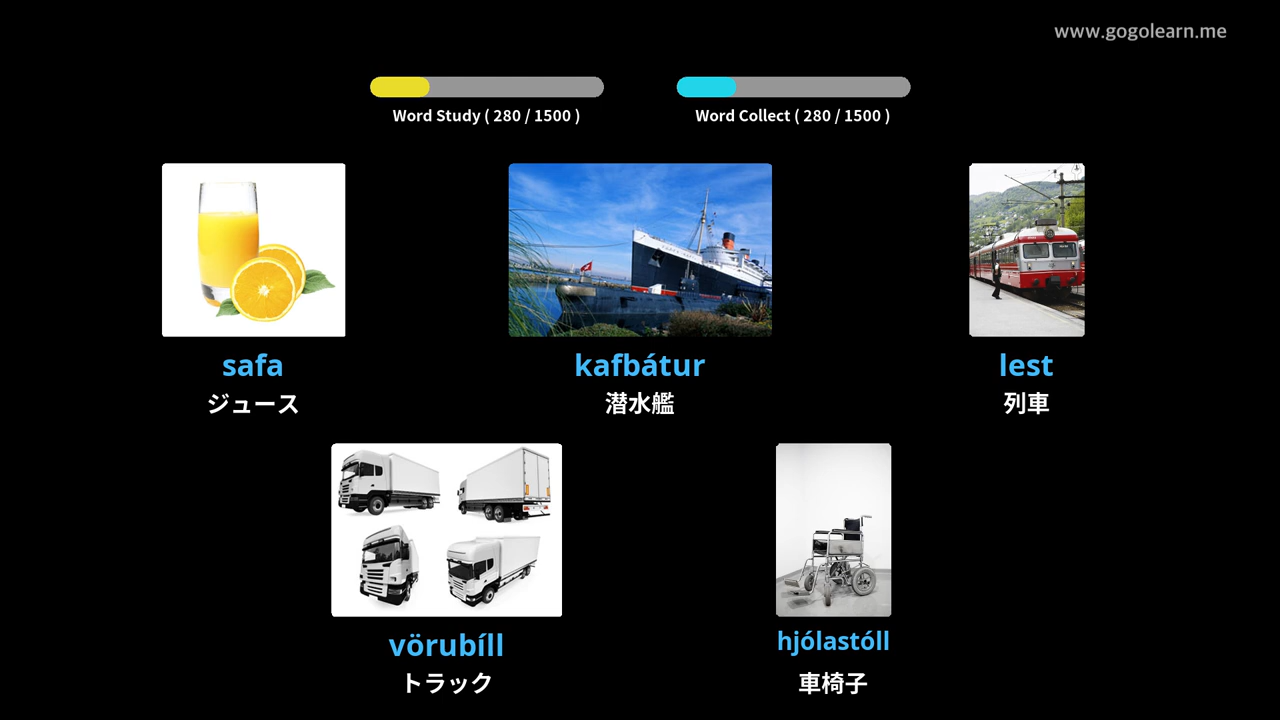 www.gogolearn.me
Word Study ( 280 / 1500 )
Word Collect ( 280 / 1500 )
safa
ジュース
kafbátur
潜水艦
lest
列車
vörubíll
トラック
hjólastóll
車椅子